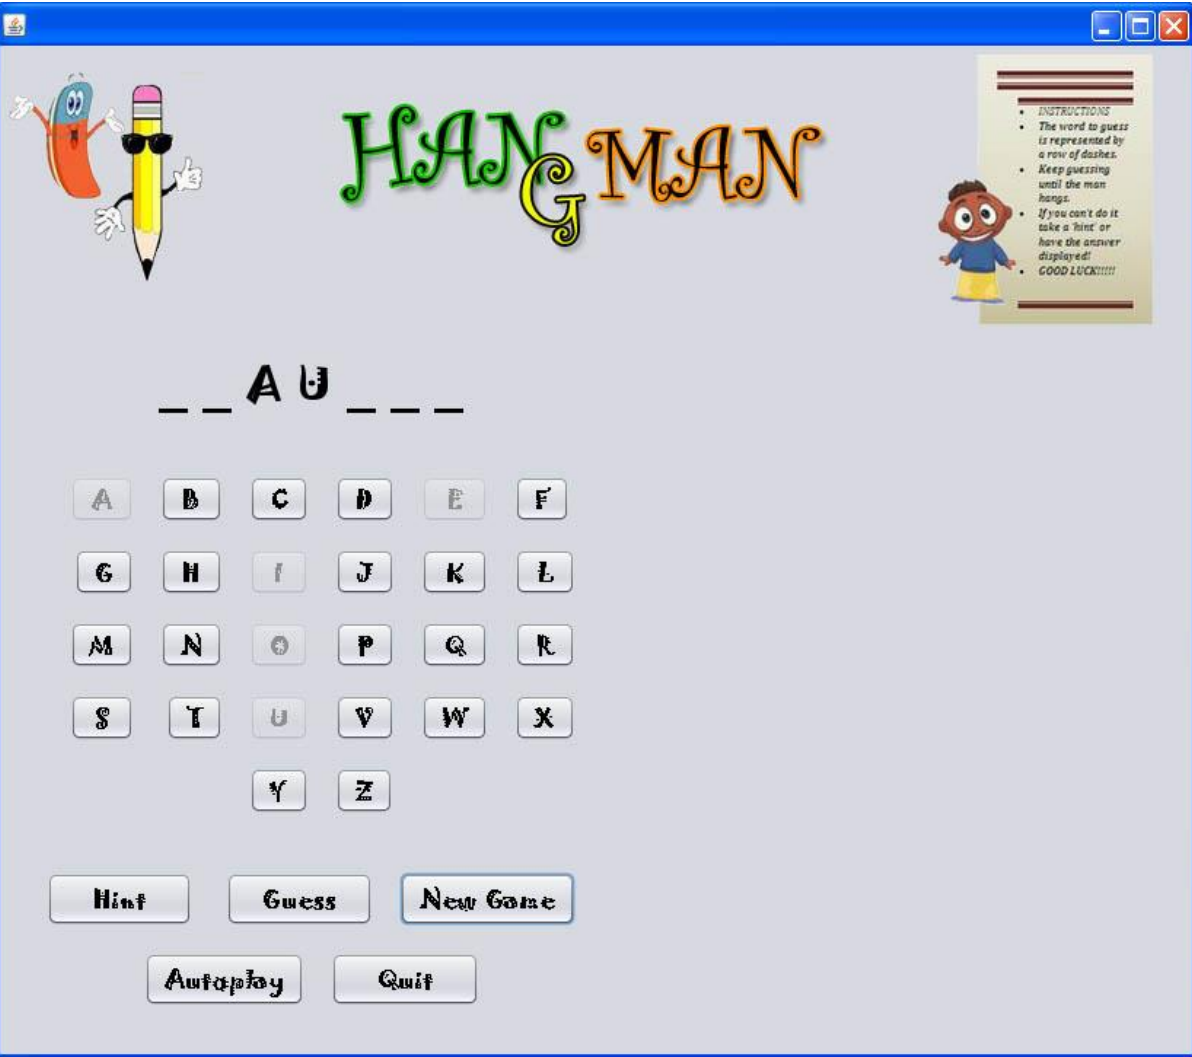 HANGMAN
INSTRUCTIONS
The word to guess
is represented by
a row of dashes.
Keep guessing
until the man
hangs.
If you can't do it
take a 'hint' or
have the answer
displayed!
GOOD LUCK!!!!!
_ _ A U _ _ _
A B C D E F
G H I J K L
M N O P Q R
S T U V W X
Y Z
Hint Guess New Game
Autoplay Quit